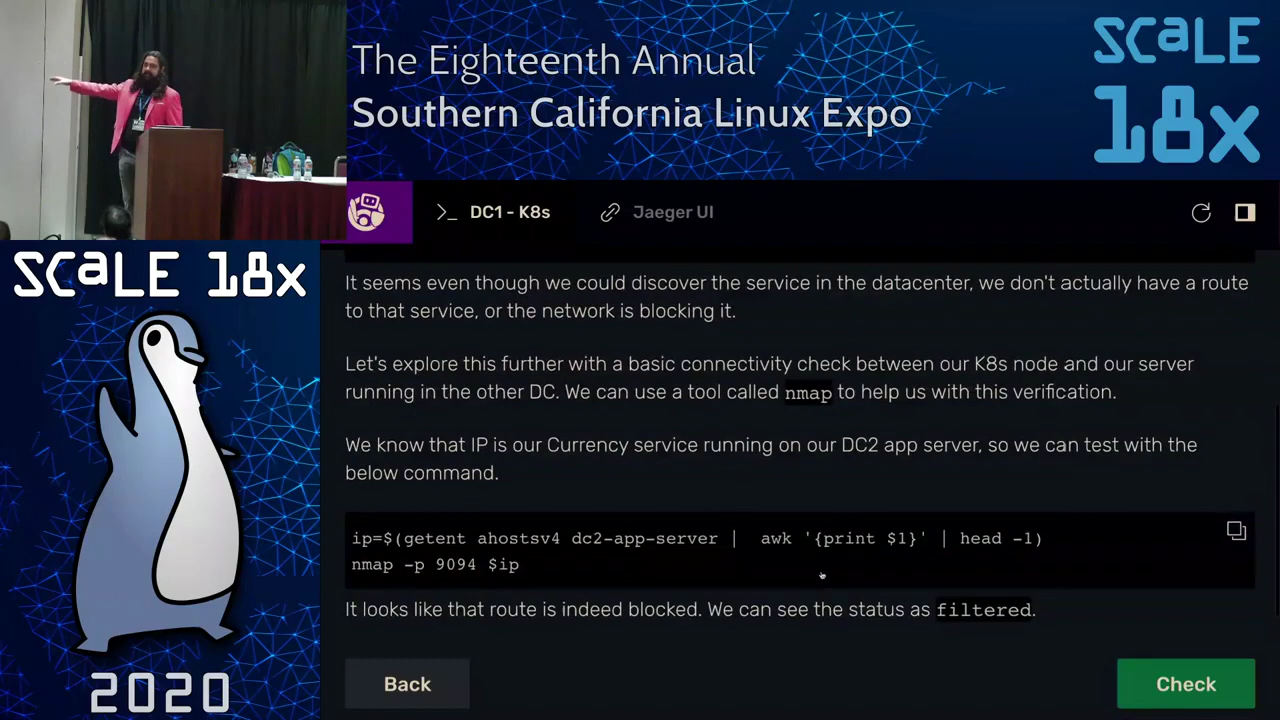 The Eighteenth Annual
Southern California Linux Expo
SCaLE
18x
DC1 - K8s
Jaeger UI
SCaLE 18x
2020
It seems even though we could discover the service in the datacenter, we don't actually have a route
to that service, or the network is blocking it.
Let's explore this further with a basic connectivity check between our K8s node and our server
running in the other DC. We can use a tool called nmap to help us with this verification.
We know that IP is our Currency service running on our DC2 app server, so we can test with the
below command.
ip=$(getent ahostsv4 dc2-app-server |  awk '{print $1}' | head -1)
nmap -p 9094 $ip
It looks like that route is indeed blocked. We can see the status as filtered.
Back
Check